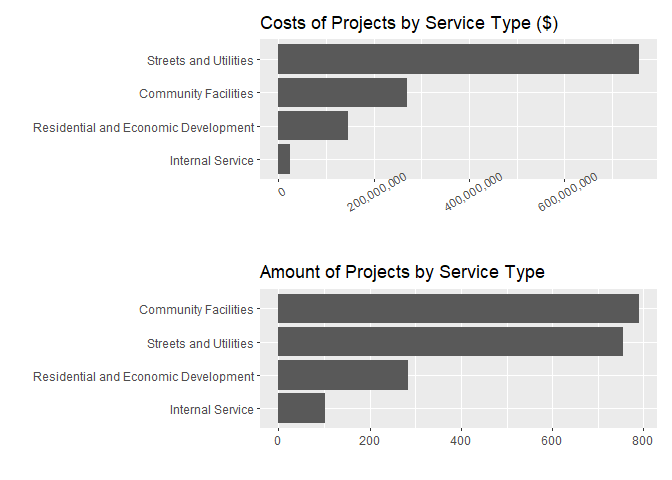 Costs of Projects by Service Type ($)
Streets and Utilities
Community Facilities
Residential and Economic Development
Internal Service
0
200,000,000
400,000,000
600,000,000
Amount of Projects by Service Type
Community Facilities
Streets and Utilities
Residential and Economic Development
Internal Service
0 200 400 600 800